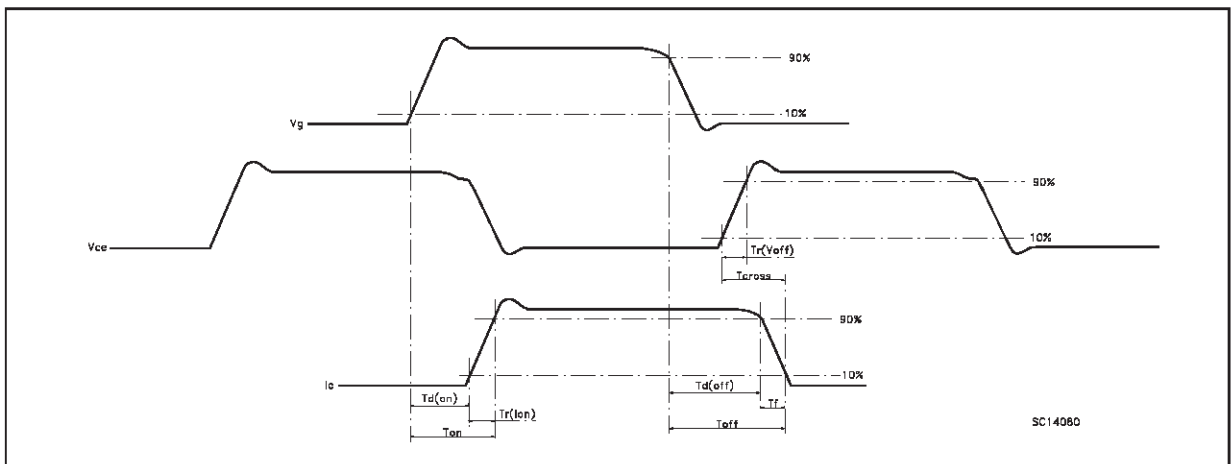 90%
10%
Vg
90%
10%
Vce
Tr(Voff)
Tcross
90%
10%
Ic
Td(on)
Td(off)
Tr(Ion)
Tf
Ton
Toff
SC14080